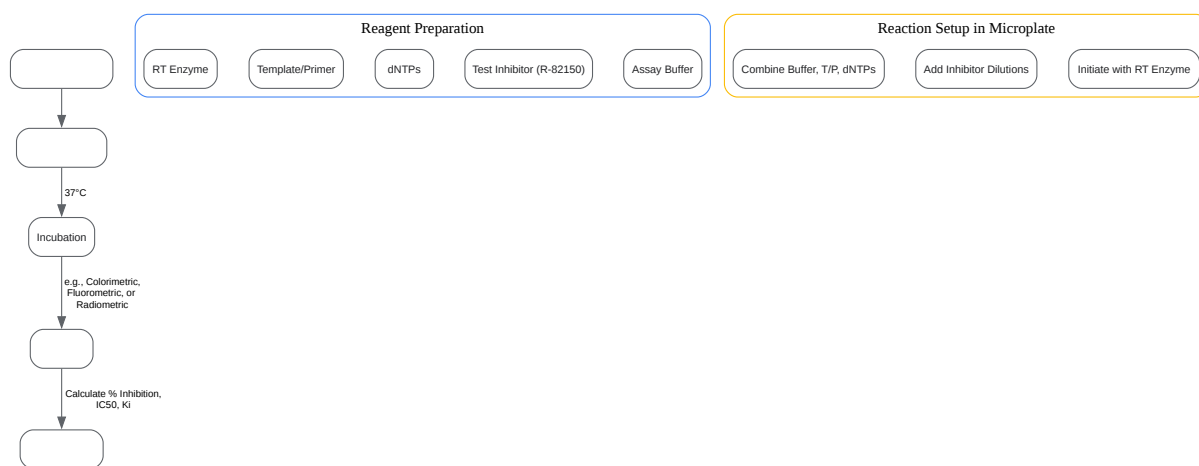 Reagent Preparation
RT Enzyme
Template/Primer
dNTPs
Test Inhibitor (R-82150)
Assay Buffer
Reaction Setup in Microplate
Combine Buffer, T/P, dNTPs
Add Inhibitor Dilutions
Initiate with RT Enzyme
37°C
Incubation
e.g., Colorimetric,
Fluorometric, or
Radiometric
Calculate % Inhibition,
IC50, Ki